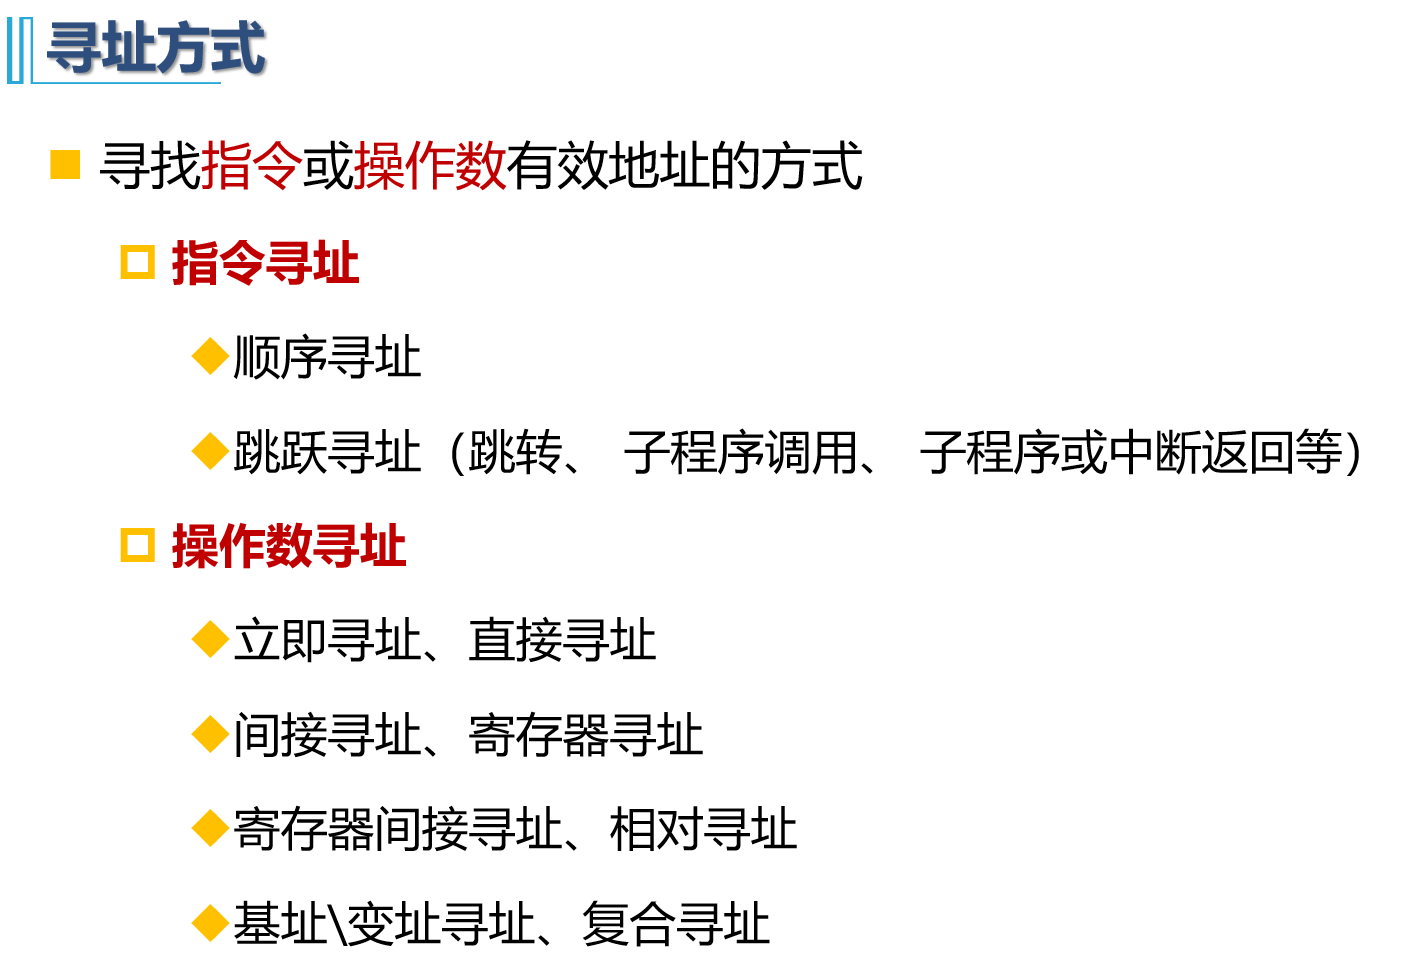 寻址方式
寻找指令或操作数有效地址的方式
指令寻址
顺序寻址
跳跃寻址（跳转、 子程序调用、 子程序或中断返回等）
操作数寻址
立即寻址、直接寻址
间接寻址、寄存器寻址
寄存器间接寻址、相对寻址
基址\变址寻址、复合寻址